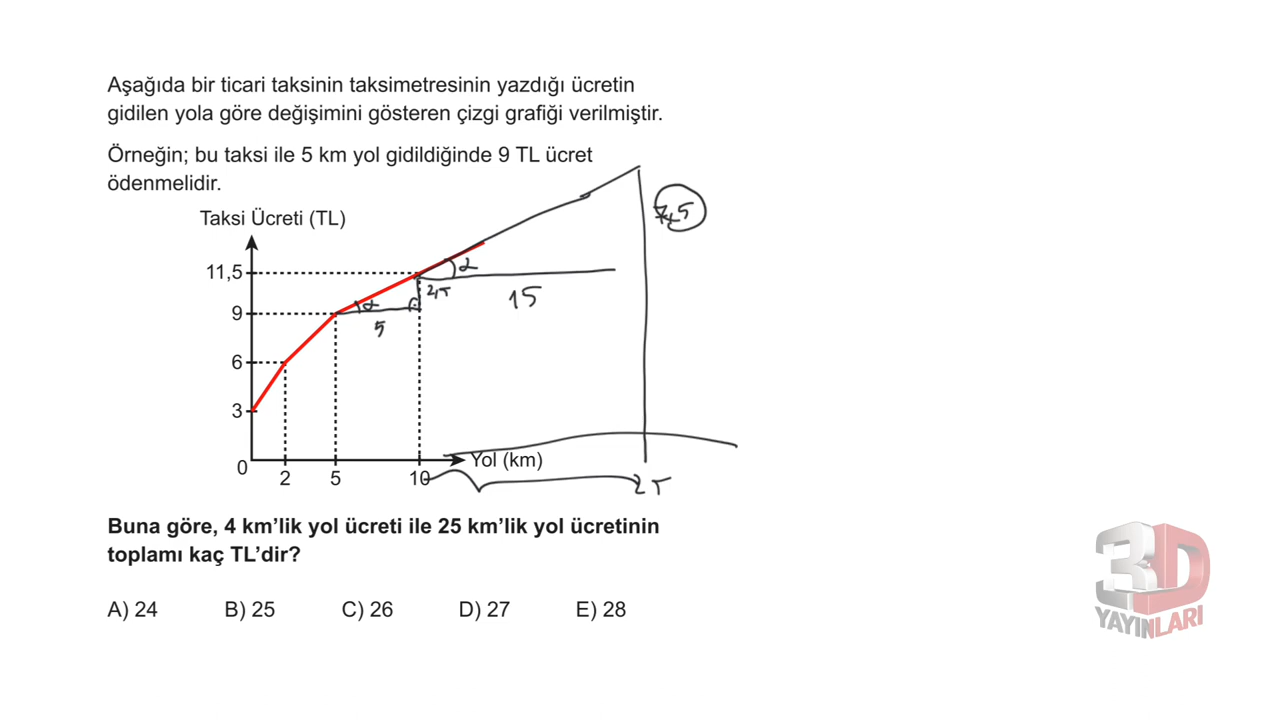 Aşağıda bir ticari taksinin taksimetresinin yazdığı ücretin
gidilen yola göre değişimini gösteren çizgi grafiği verilmiştir.
Örneğin; bu taksi ile 5 km yol gidildiğinde 9 TL ücret
ödenmelidir.
Taksi Ücreti (TL)
7,5
11,5
α
2,5
15
9
α
5
6
3
0
2
5
10
Yol (km)
25
Buna göre, 4 km’lik yol ücreti ile 25 km’lik yol ücretinin
toplamı kaç TL’dir?
A) 24 B) 25 C) 26 D) 27 E) 28
3D
YAYINLARI